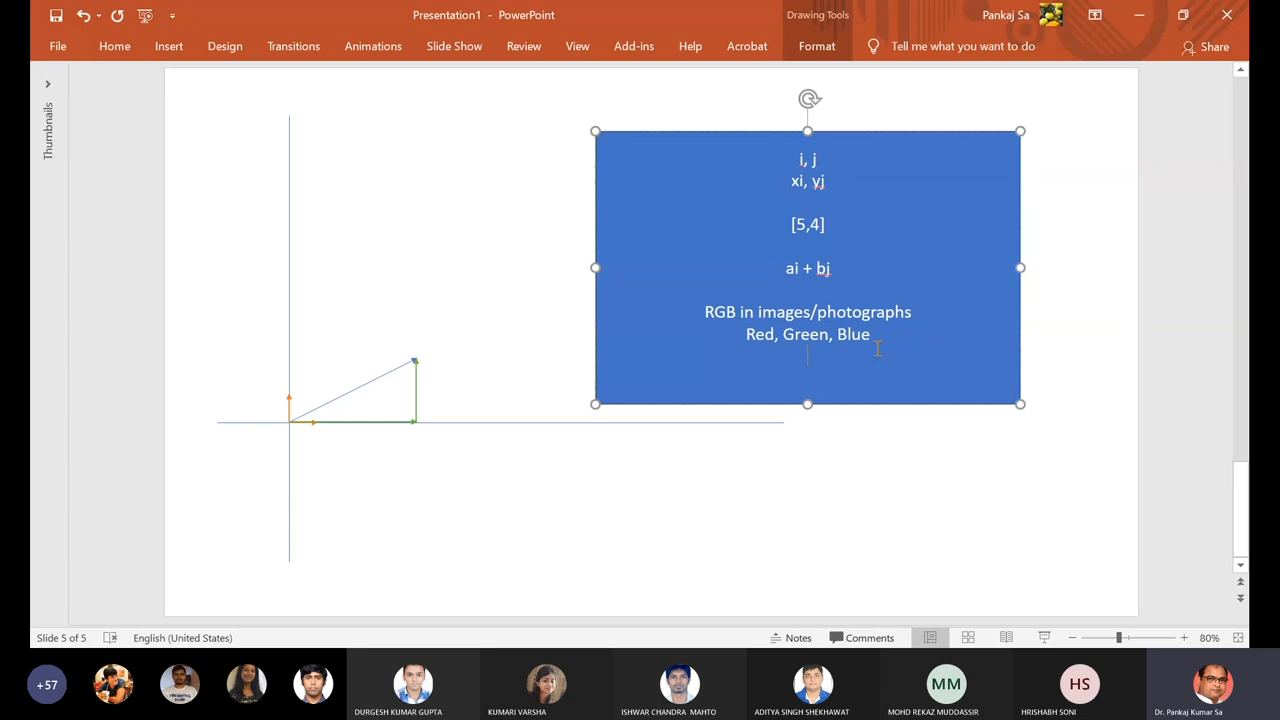 Presentation1 - PowerPoint
Drawing Tools
Pankaj Sa
File Home Insert Design Transitions Animations Slide Show Review View Add-ins Help Acrobat Format Tell me what you want to do Share
Thumbnails
i, j
xi, yj
[5,4]
ai + bj
RGB in images/photographs
Red, Green, Blue
Slide 5 of 5 English (United States) Notes Comments 80%
+57
MM
HS
DURGESH KUMAR GUPTA
KUMARI VARSHA
ISHWAR CHANDRA MAHTO
ADITYA SINGH SHEKHAWAT
MOHD REKAZ MUDDASSIR
HRISHABH SONI
Dr. Pankaj Kumar Sa